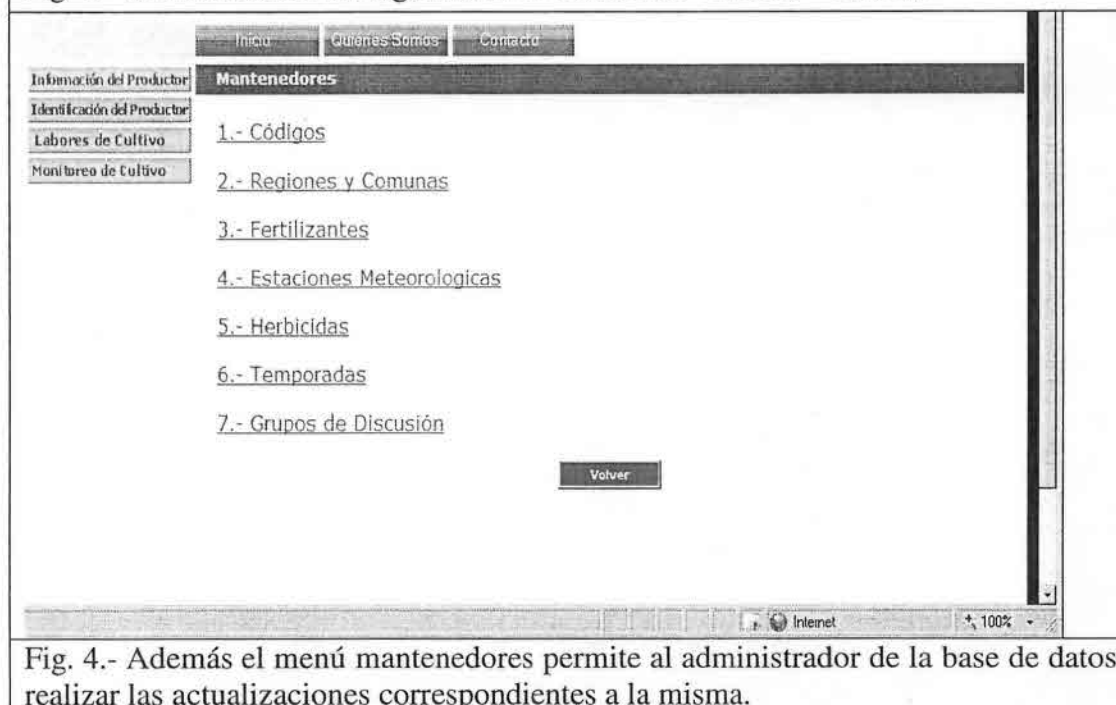 Inicio Quienes Somos Contacto
Información del Productor
Identificación del Productor
Labores de Cultivo
Monitoreo de Cultivo
Mantenedores
1.- Códigos
2.- Regiones y Comunas
3.- Fertilizantes
4.- Estaciones Meteorologicas
5.- Herbicidas
6.- Temporadas
7.- Grupos de Discusión
Volver
Internet 100%
Fig. 4.- Además el menú mantenedores permite al administrador de la base de datos
realizar las actualizaciones correspondientes a la misma.